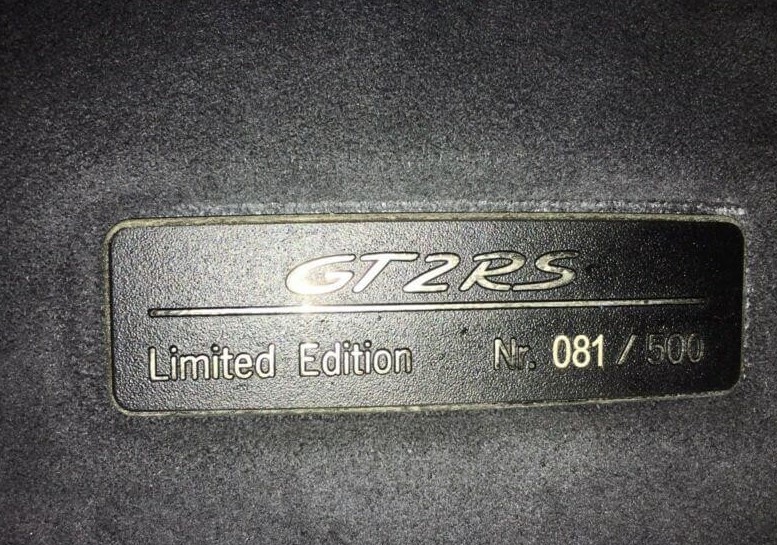 GT2RS
Limited Edition Nr. 081 / 500